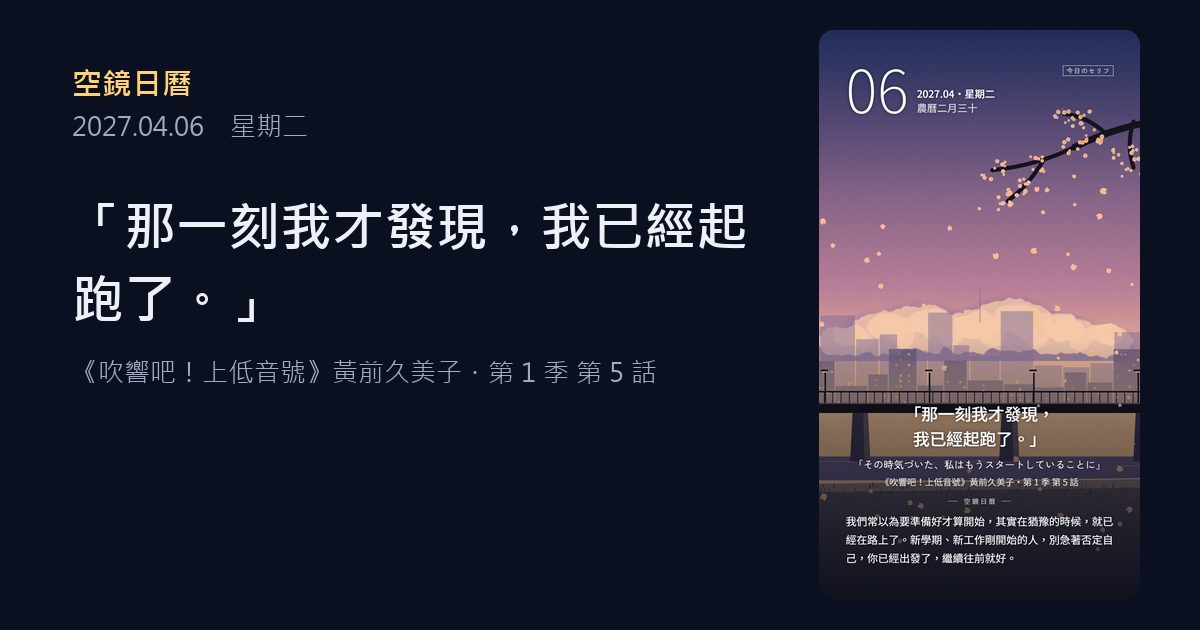 空鏡日曆
2027.04.06 星期二
「那一刻我才發現，我已經起
跑了。」
《吹響吧！上低音號》黃前久美子・第 1 季 第 5 話
06
2027.04・星期二
農曆二月三十
今日のセリフ
「那一刻我才發現，
我已經起跑了。」
「その時気づいた、私はもうスタートしていることに」
《吹響吧！上低音號》黃前久美子・第 1 季 第 5 話
— 空鏡日曆 —
我們常以為要準備好才算開始，其實在猶豫的時候，就已
經在路上了。新學期、新工作剛開始的人，別急著否定自
己，你已經出發了，繼續往前就好。